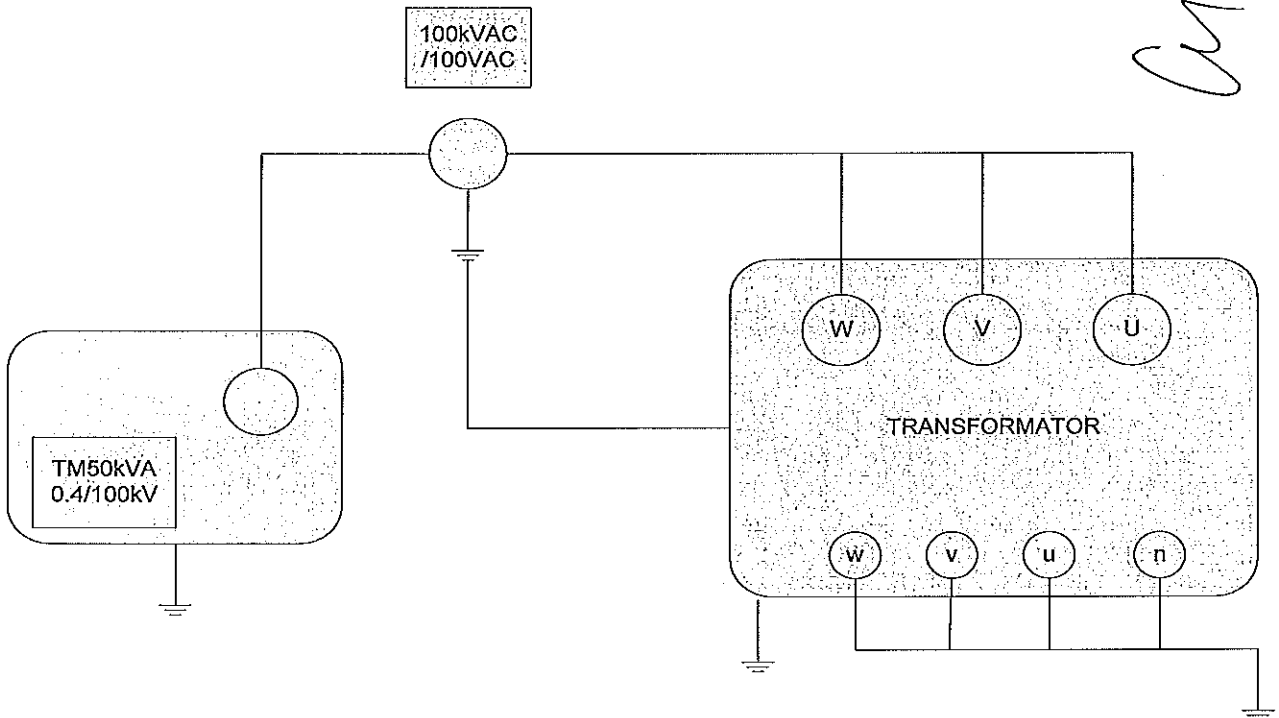 100kVAC
/100VAC
W
V
U
TRANSFORMATOR
TM50kVA
0.4/100kV
w
v
u
n